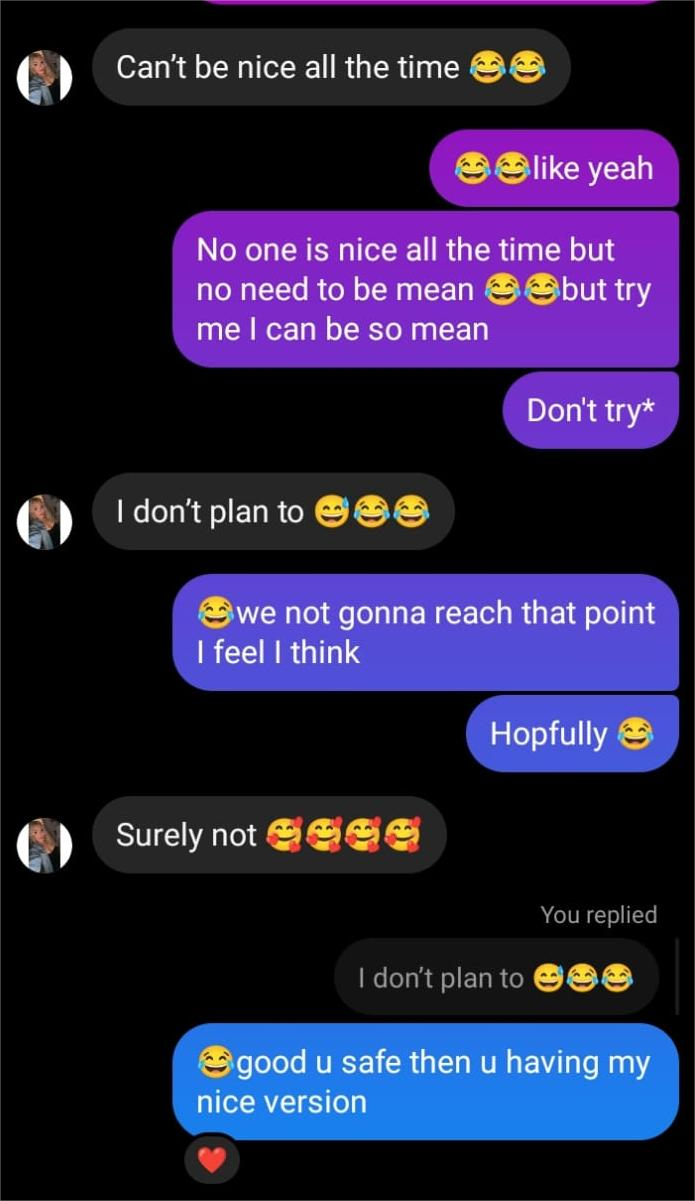 Can’t be nice all the time 😂😂
😂😂like yeah
No one is nice all the time but
no need to be mean 😂😂but try
me I can be so mean
Don't try*
I don’t plan to 😅😂😂
😂we not gonna reach that point
I feel I think
Hopfully 😂
Surely not 🥰🥰🥰🥰
You replied
I don’t plan to 😅😂😂
😂good u safe then u having my
nice version
❤️